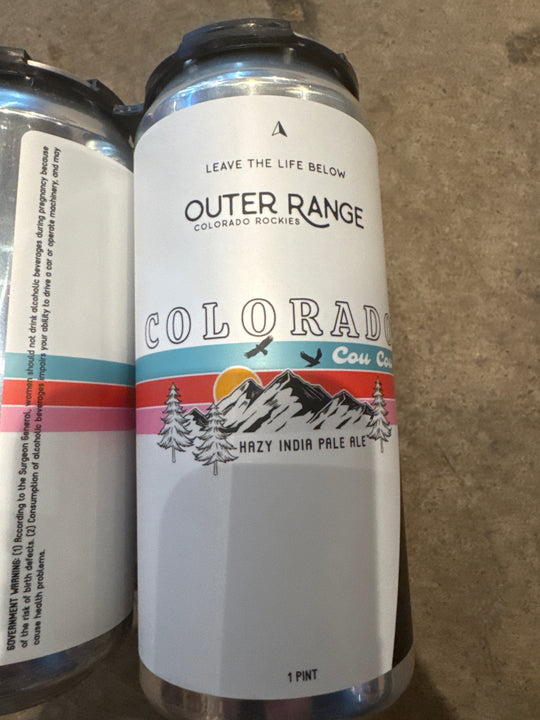 LEAVE THE LIFE BELOW
OUTER RANGE
COLORADO ROCKIES
COLORADO
Cou Cou
HAZY INDIA PALE ALE
1 PINT
GOVERNMENT WARNING: (1) According to the Surgeon General, women should not drink alcoholic beverages during pregnancy because
of the risk of birth defects. (2) Consumption of alcoholic beverages impairs your ability to drive a car or operate machinery, and may
cause health problems.